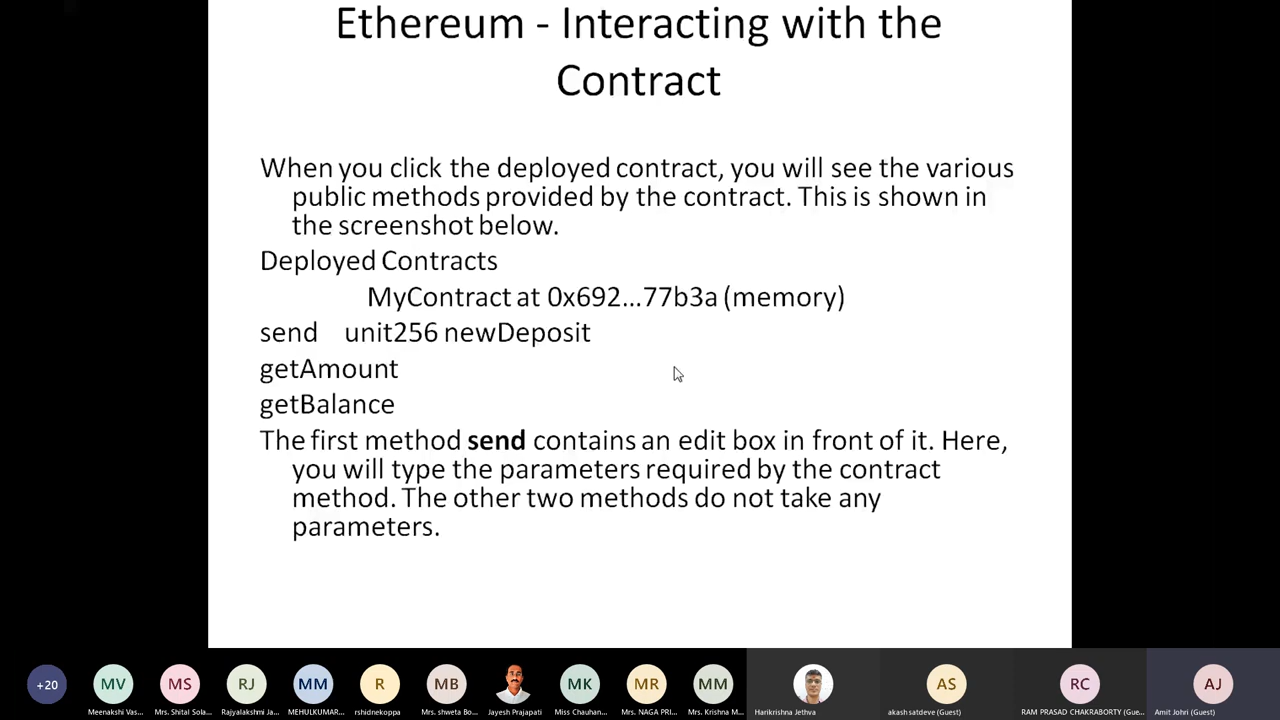 Ethereum - Interacting with the
Contract
When you click the deployed contract, you will see the various
public methods provided by the contract. This is shown in
the screenshot below.
Deployed Contracts
MyContract at 0x692...77b3a (memory)
send unit256 newDeposit
getAmount
getBalance
The first method send contains an edit box in front of it. Here,
you will type the parameters required by the contract
method. The other two methods do not take any
parameters.
+20
MV
MS
RJ
MM
R
MB
MK
MR
MM
AS
RC
AJ
Meenakshi Vas...
Mrs. Shital Sola...
Rajyalakshmi Ja...
MEHULKUMAR...
rshidnekoppa
Mrs. shweta Bo...
Jayesh Prajapati
Miss Chauhan...
Mrs. NAGA PRI...
Mrs. Krishna M...
Harikrishna Jethva
akash satdeve (Guest)
RAM PRASAD CHAKRABORTY (Gue...
Amit Johri (Guest)